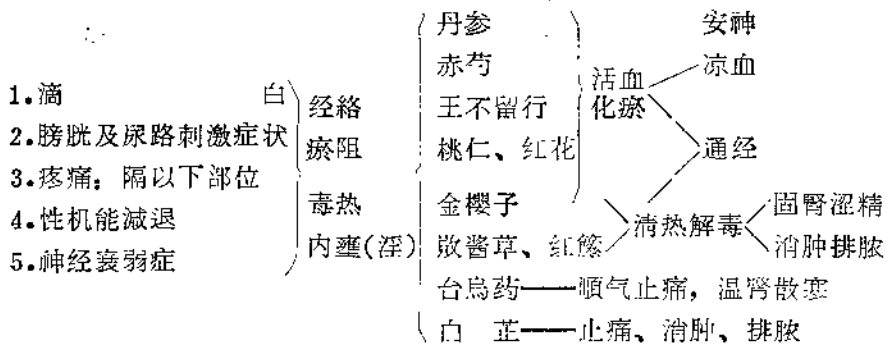 丹参 安神
赤芍 活血 凉血
1.滴 白 经络 王不留行 化瘀
2.膀胱及尿路刺激症状 瘀阻 桃仁、红花 通经
3.疼痛；隔以下部位
4.性机能减退 毒热 金樱子 清热解毒 固肾涩精
5.神经衰弱症 内壅(淫) 败酱草、红藤 消肿排脓
台乌药——顺气止痛，温肾散寒
白 芷——止痛、消肿、排脓